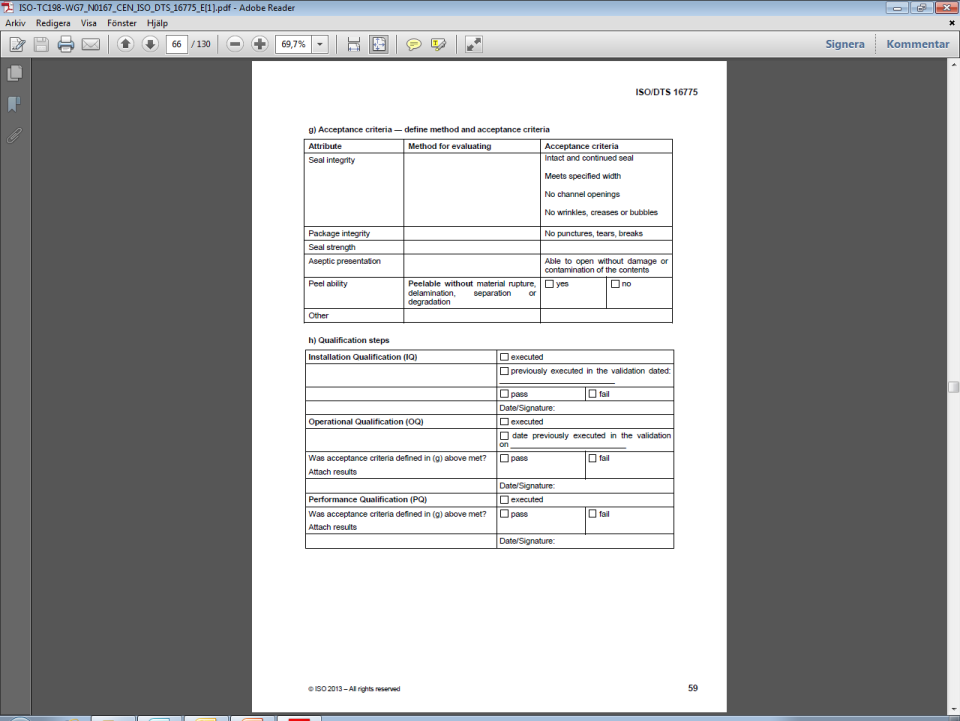 ISO-TC198-WG7_N0167_CEN_ISO_DTS_16775_E[1].pdf - Adobe Reader
Arkiv Redigera Visa Fönster Hjälp
66 / 130 69,7% Signera Kommentar
ISO/DTS 16775
g) Acceptance criteria — define method and acceptance criteria
Attribute Method for evaluating Acceptance criteria
Seal integrity Intact and continued seal
Meets specified width
No channel openings
No wrinkles, creases or bubbles
Package integrity No punctures, tears, breaks
Seal strength
Aseptic presentation Able to open without damage or
contamination of the contents
Peel ability Peelable without material rupture, yes no
delamination, separation or
degradation
Other
h) Qualification steps
Installation Qualification (IQ) executed
previously executed in the validation dated:
pass fail
Date/Signature:
Operational Qualification (OQ) executed
date previously executed in the validation
on
Was acceptance criteria defined in (g) above met? pass fail
Attach results
Date/Signature:
Performance Qualification (PQ) executed
Was acceptance criteria defined in (g) above met? pass fail
Attach results
Date/Signature:
© ISO 2013 – All rights reserved 59